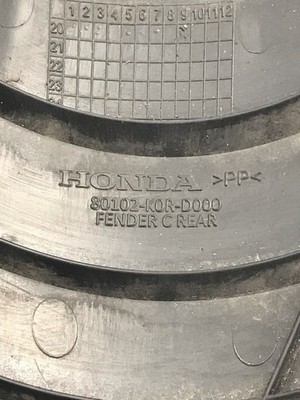 1 2 3 4 5 6 7 8 9 10 11 12
20
21
22
23
HONDA >PP<
80102-K0R-D000
FENDER C REAR